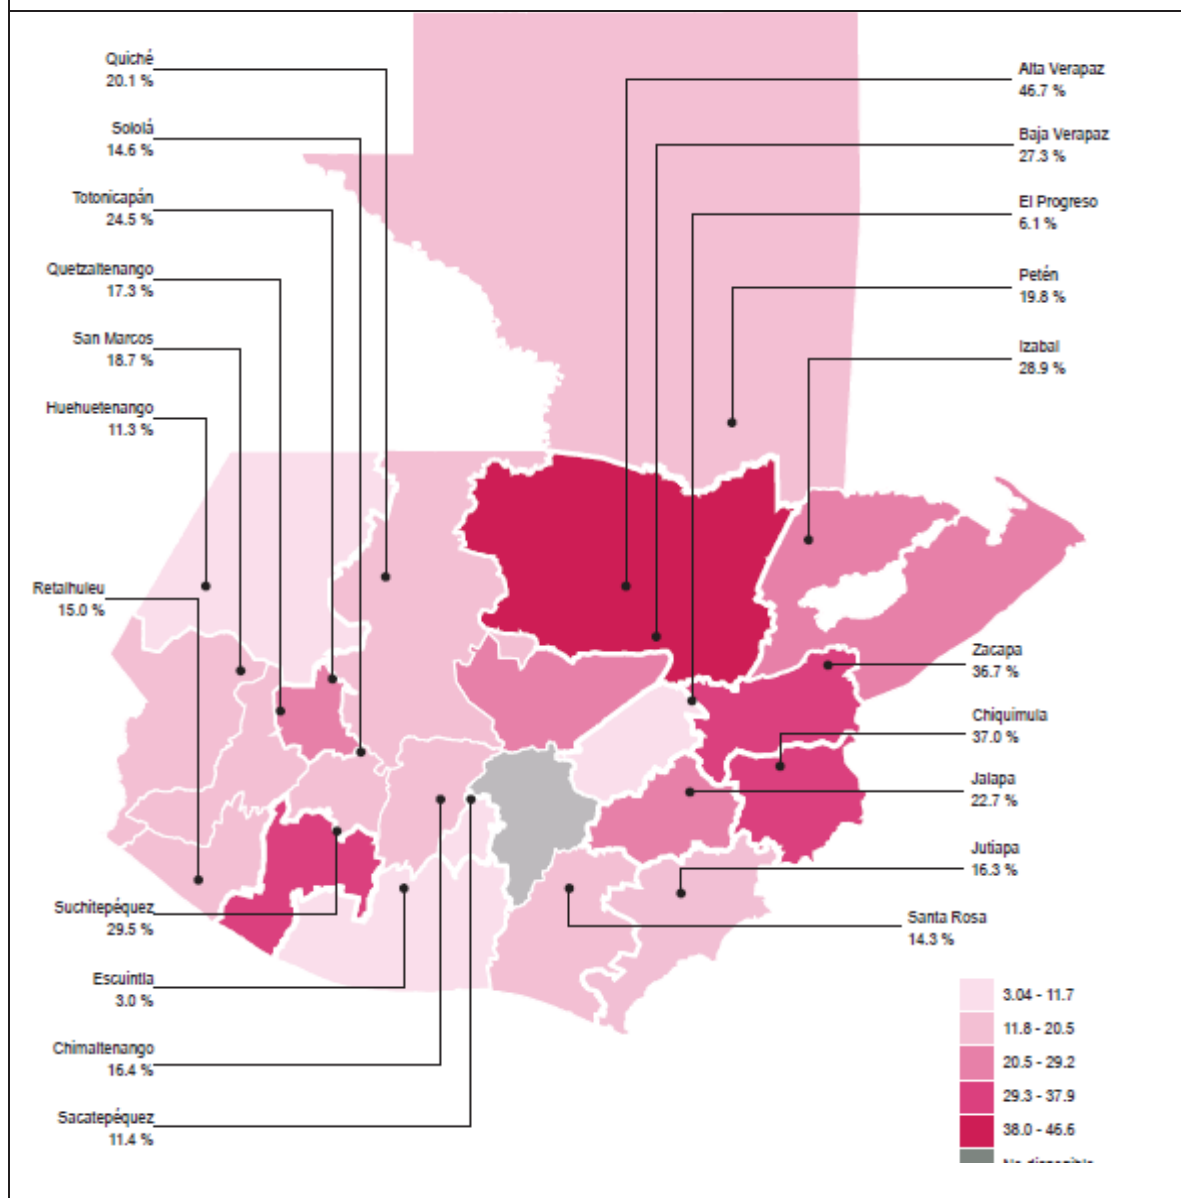 Quiché
20.1 %
Sololá
14.6 %
Totonicapán
24.5 %
Quetzaltenango
17.3 %
San Marcos
18.7 %
Huehuetenango
11.3 %
Retalhuleu
15.0 %
Suchitepéquez
29.5 %
Escuintla
3.0 %
Chimaltenango
16.4 %
Sacatepéquez
11.4 %
Alta Verapaz
46.7 %
Baja Verapaz
27.3 %
El Progreso
6.1 %
Petén
19.8 %
Izabal
28.9 %
Zacapa
36.7 %
Chiquimula
37.0 %
Jalapa
22.7 %
Jutiapa
16.3 %
Santa Rosa
14.3 %
3.04 - 11.7
11.8 - 20.5
20.5 - 29.2
29.3 - 37.9
38.0 - 46.6